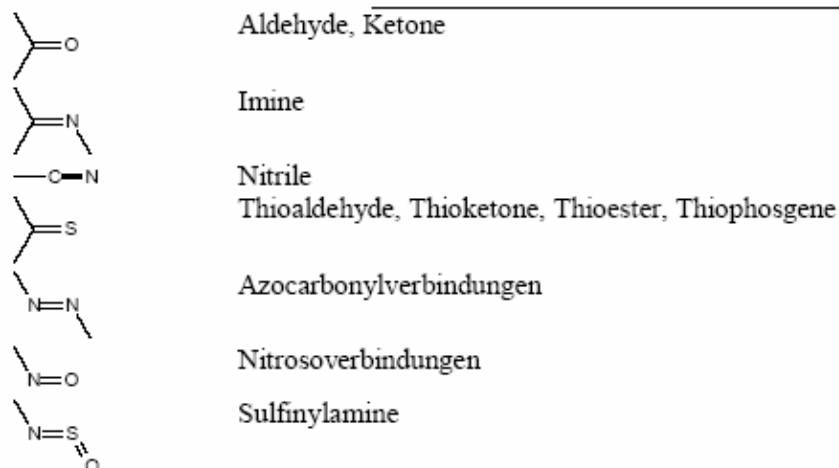 O Aldehyde, Ketone
N Imine
C N Nitrile
S Thioaldehyde, Thioketone, Thioester, Thiophosgene
N N Azocarbonylverbindungen
N O Nitrosoverbindungen
N S O Sulfinylamine